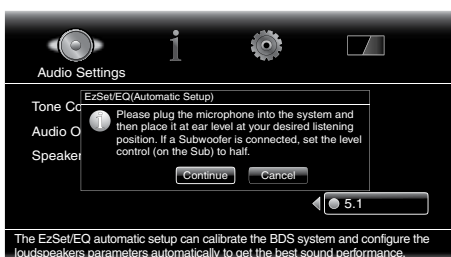 Audio Settings
EzSet/EQ(Automatic Setup)
Tone Co
Please plug the microphone into the system and
then place it at ear level at your desired listening
position. If a Subwoofer is connected, set the level
control (on the Sub) to half.
Audio O
Speaker
Continue Cancel
5.1
The EzSet/EQ automatic setup can calibrate the BDS system and configure the
loudspeakers parameters automatically to get the best sound performance.